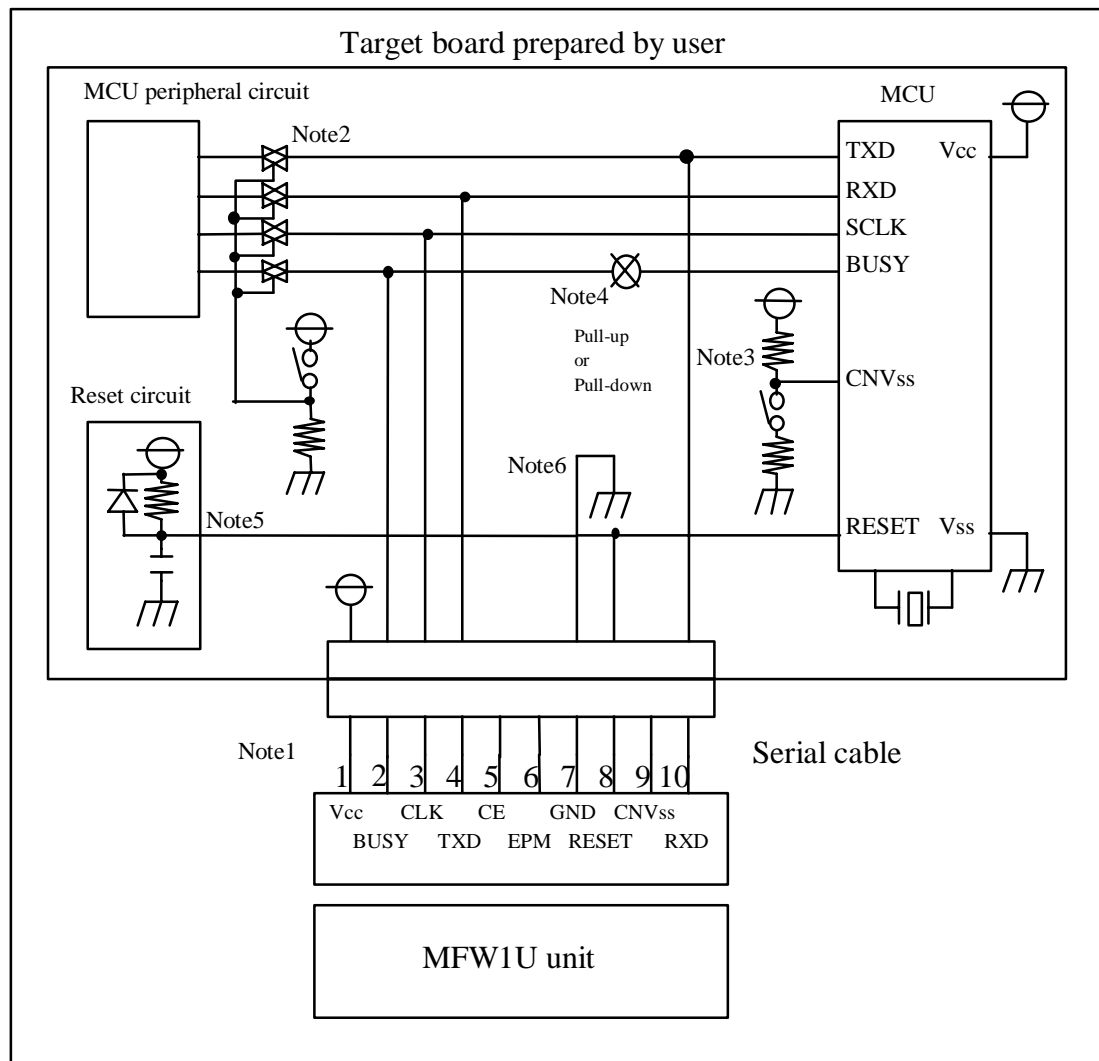 Target board prepared by user
MCU peripheral circuit
MCU
Note2
TXD
Vcc
RXD
SCLK
BUSY
Note4
Pull-up
or
Pull-down
Note3
CNVss
Reset circuit
Note6
Note5
RESET
Vss
Note1
Serial cable
1 2 3 4 5 6 7 8 9 10
Vcc CLK CE GND CNVss
BUSY TXD EPM RESET RXD
MFW1U unit